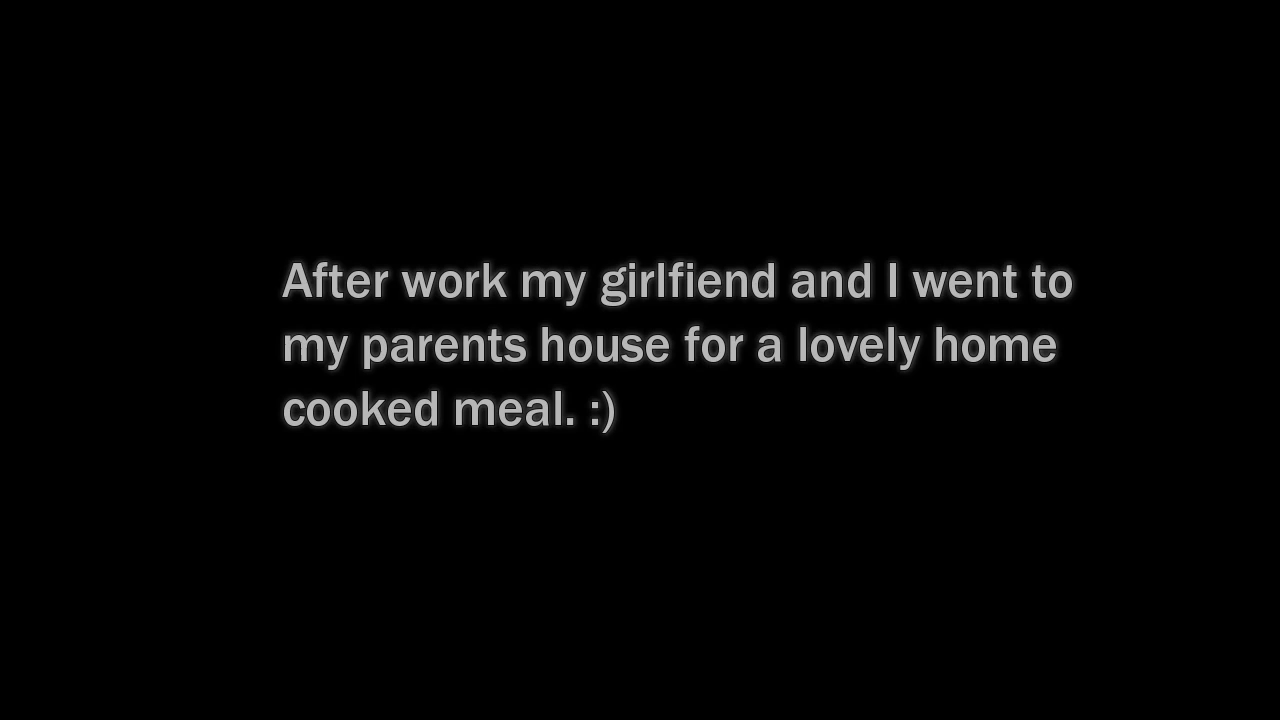 After work my girlfiend and I went to
my parents house for a lovely home
cooked meal. :)